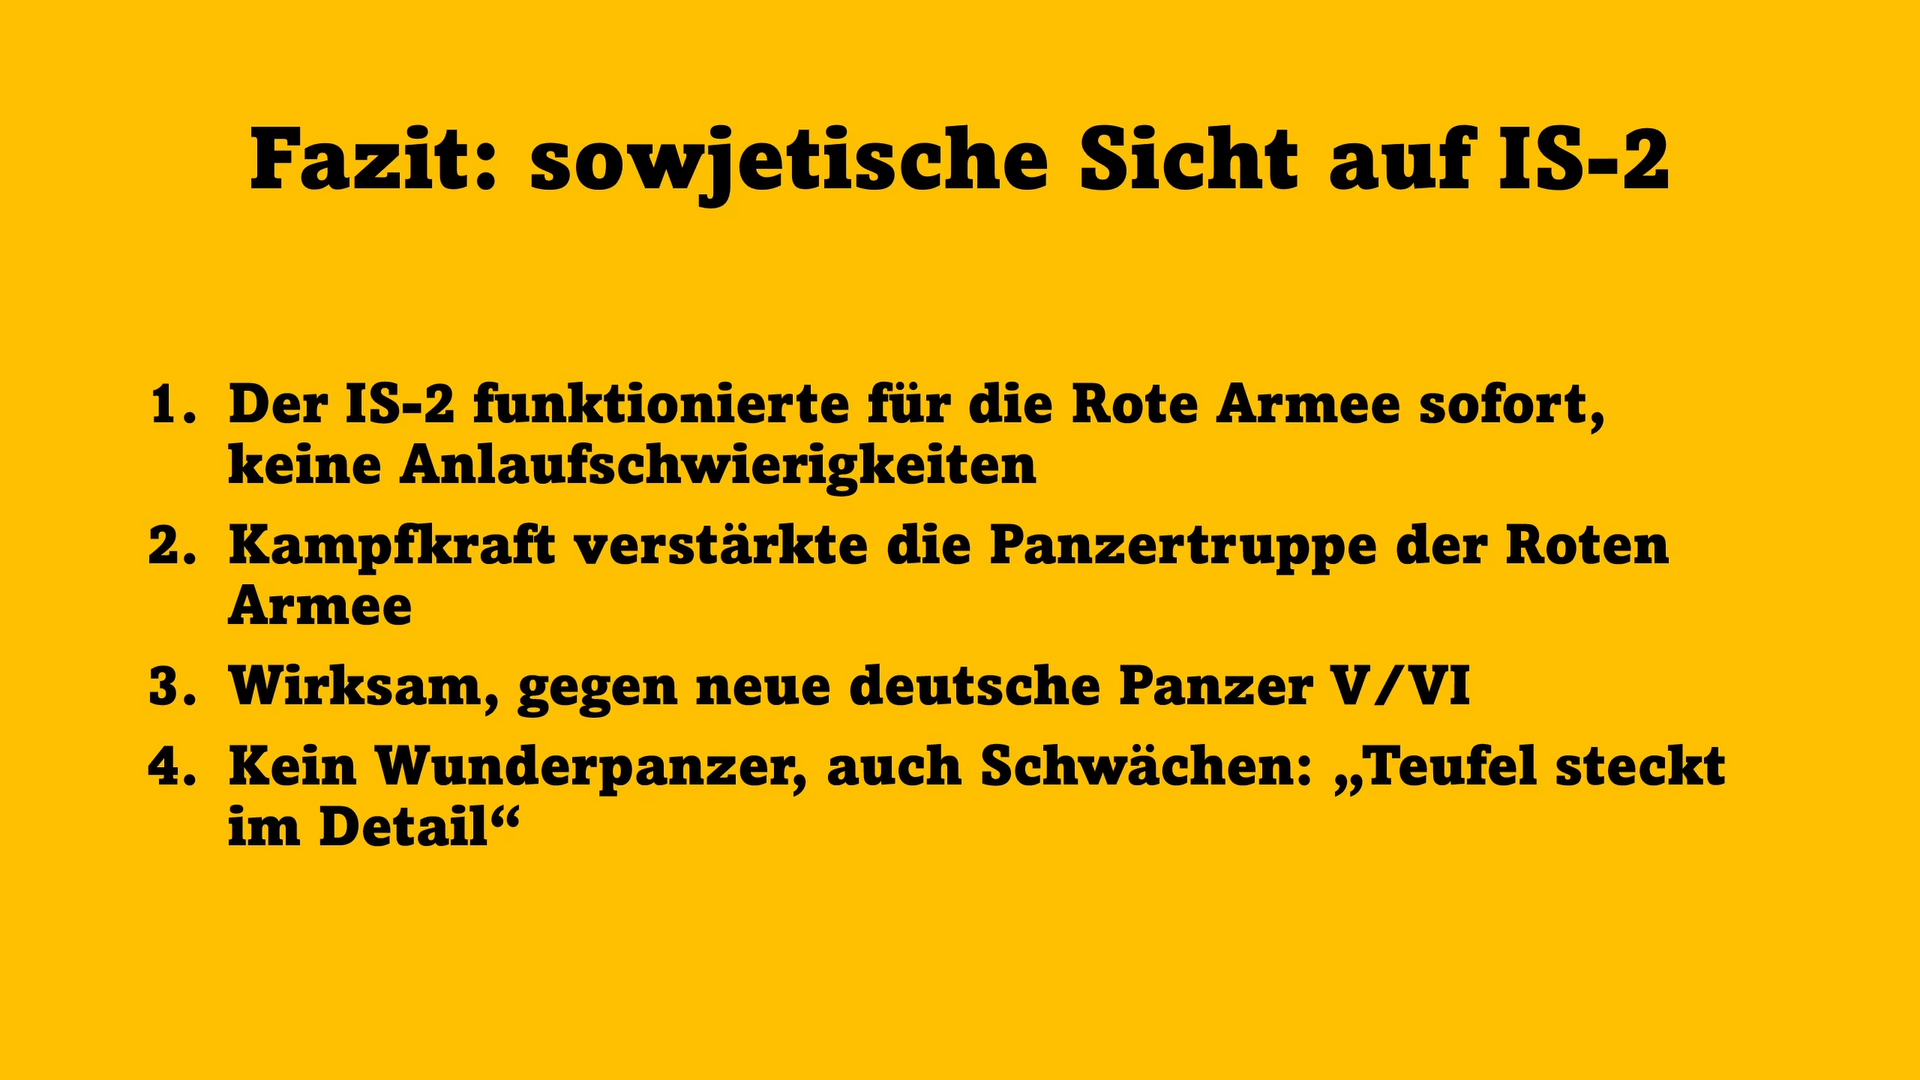 Fazit: sowjetische Sicht auf IS-2
1. Der IS-2 funktionierte für die Rote Armee sofort,
keine Anlaufschwierigkeiten
2. Kampfkraft verstärkte die Panzertruppe der Roten
Armee
3. Wirksam, gegen neue deutsche Panzer V/VI
4. Kein Wunderpanzer, auch Schwächen: „Teufel steckt
im Detail“